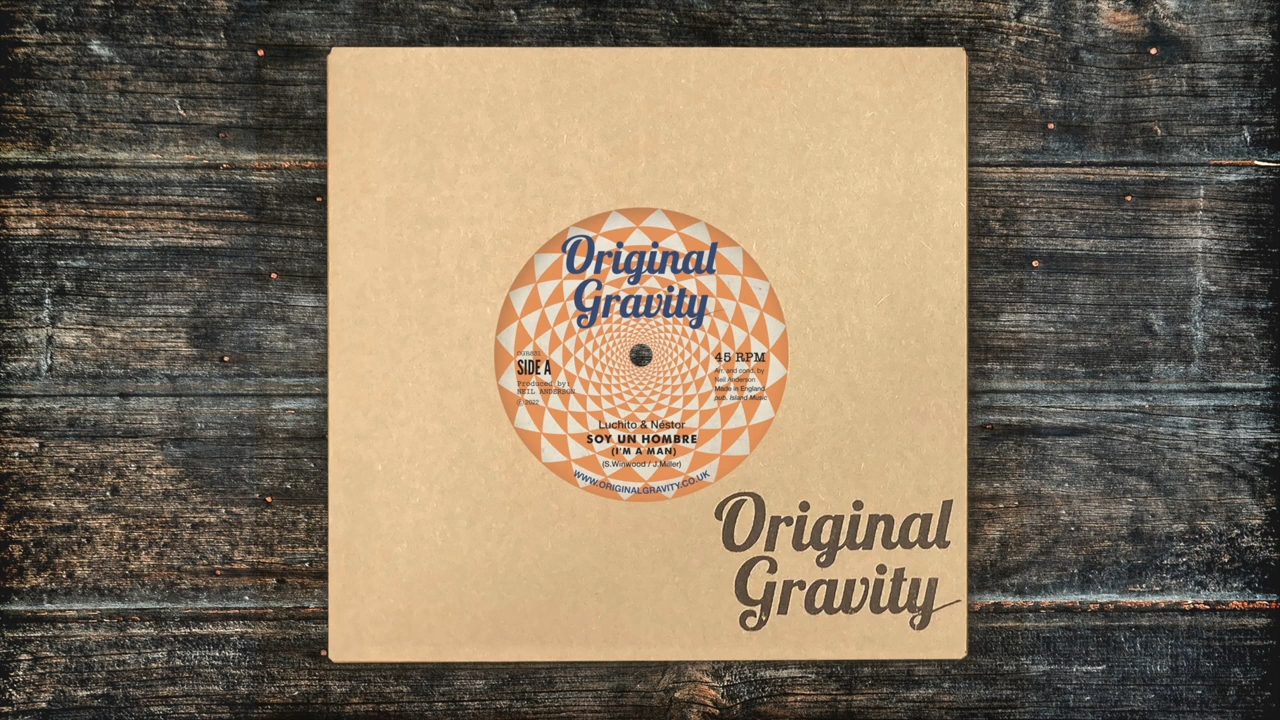 Original
Gravity
SIDE A
Produced by:
NEIL ANDERSON
©2022
45 RPM
Arr. and cond. by
Neil Anderson
Made in England
pub. Island Music
Luchito & Néstor
SOY UN HOMBRE
(I'M A MAN)
(S.Winwood / J.Miller)
WWW.ORIGINALGRAVITY.CO.UK
Original
Gravity